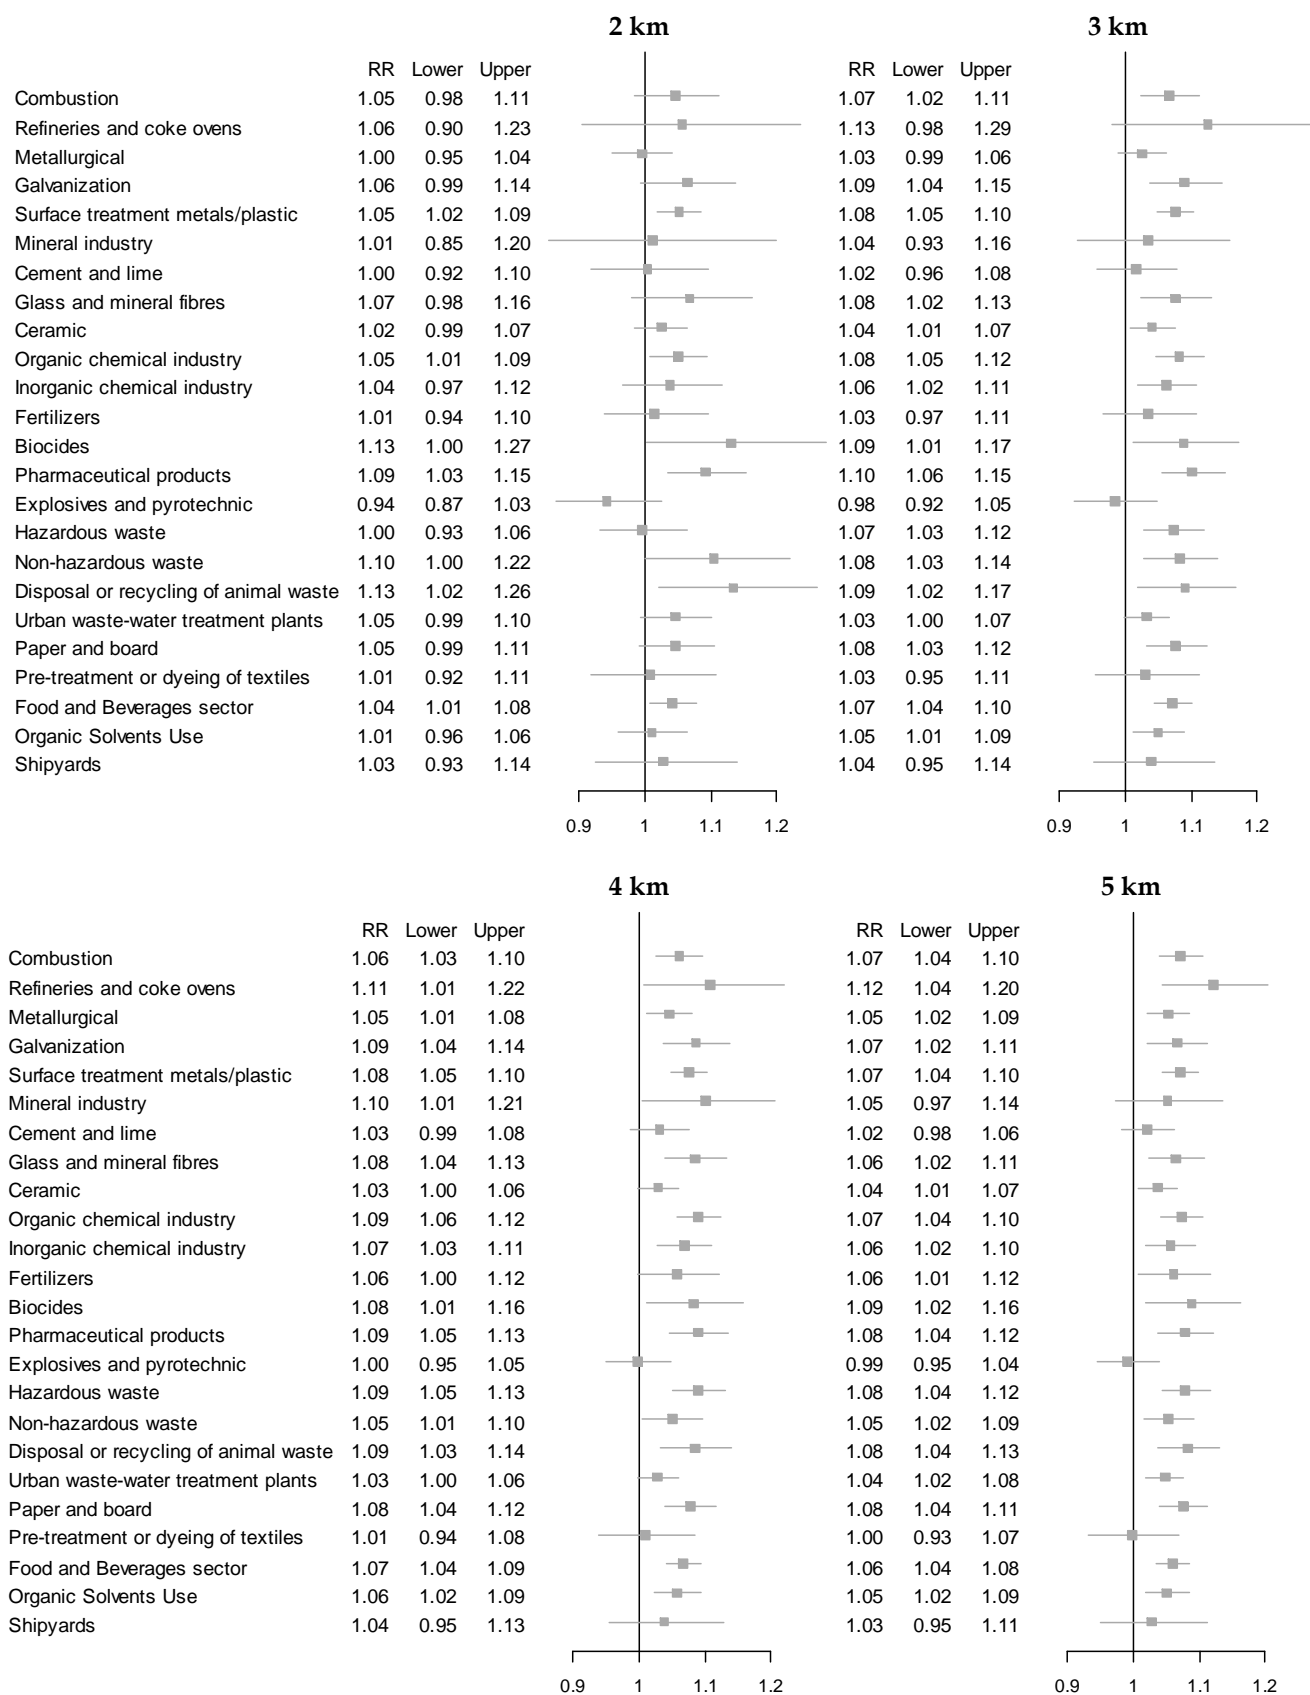 2 km 3 km
RR Lower Upper RR Lower Upper
Combustion 1.05 0.98 1.11 1.07 1.02 1.11
Refineries and coke ovens 1.06 0.90 1.23 1.13 0.98 1.29
Metallurgical 1.00 0.95 1.04 1.03 0.99 1.06
Galvanization 1.06 0.99 1.14 1.09 1.04 1.15
Surface treatment metals/plastic 1.05 1.02 1.09 1.08 1.05 1.10
Mineral industry 1.01 0.85 1.20 1.04 0.93 1.16
Cement and lime 1.00 0.92 1.10 1.02 0.96 1.08
Glass and mineral fibres 1.07 0.98 1.16 1.08 1.02 1.13
Ceramic 1.02 0.99 1.07 1.04 1.01 1.07
Organic chemical industry 1.05 1.01 1.09 1.08 1.05 1.12
Inorganic chemical industry 1.04 0.97 1.12 1.06 1.02 1.11
Fertilizers 1.01 0.94 1.10 1.03 0.97 1.11
Biocides 1.13 1.00 1.27 1.09 1.01 1.17
Pharmaceutical products 1.09 1.03 1.15 1.10 1.06 1.15
Explosives and pyrotechnic 0.94 0.87 1.03 0.98 0.92 1.05
Hazardous waste 1.00 0.93 1.06 1.07 1.03 1.12
Non-hazardous waste 1.10 1.00 1.22 1.08 1.03 1.14
Disposal or recycling of animal waste 1.13 1.02 1.26 1.09 1.02 1.17
Urban waste-water treatment plants 1.05 0.99 1.10 1.03 1.00 1.07
Paper and board 1.05 0.99 1.11 1.08 1.03 1.12
Pre-treatment or dyeing of textiles 1.01 0.92 1.11 1.03 0.95 1.11
Food and Beverages sector 1.04 1.01 1.08 1.07 1.04 1.10
Organic Solvents Use 1.01 0.96 1.06 1.05 1.01 1.09
Shipyards 1.03 0.93 1.14 1.04 0.95 1.14
0.9 1 1.1 1.2 0.9 1 1.1 1.2
4 km 5 km
RR Lower Upper RR Lower Upper
Combustion 1.06 1.03 1.10 1.07 1.04 1.10
Refineries and coke ovens 1.11 1.01 1.22 1.12 1.04 1.20
Metallurgical 1.05 1.01 1.08 1.05 1.02 1.09
Galvanization 1.09 1.04 1.14 1.07 1.02 1.11
Surface treatment metals/plastic 1.08 1.05 1.10 1.07 1.04 1.10
Mineral industry 1.10 1.01 1.21 1.05 0.97 1.14
Cement and lime 1.03 0.99 1.08 1.02 0.98 1.06
Glass and mineral fibres 1.08 1.04 1.13 1.06 1.02 1.11
Ceramic 1.03 1.00 1.06 1.04 1.01 1.07
Organic chemical industry 1.09 1.06 1.12 1.07 1.04 1.10
Inorganic chemical industry 1.07 1.03 1.11 1.06 1.02 1.10
Fertilizers 1.06 1.00 1.12 1.06 1.01 1.12
Biocides 1.08 1.01 1.16 1.09 1.02 1.16
Pharmaceutical products 1.09 1.05 1.13 1.08 1.04 1.12
Explosives and pyrotechnic 1.00 0.95 1.05 0.99 0.95 1.04
Hazardous waste 1.09 1.05 1.13 1.08 1.04 1.12
Non-hazardous waste 1.05 1.01 1.10 1.05 1.02 1.09
Disposal or recycling of animal waste 1.09 1.03 1.14 1.08 1.04 1.13
Urban waste-water treatment plants 1.03 1.00 1.06 1.04 1.02 1.08
Paper and board 1.08 1.04 1.12 1.08 1.04 1.11
Pre-treatment or dyeing of textiles 1.01 0.94 1.08 1.00 0.93 1.07
Food and Beverages sector 1.07 1.04 1.09 1.06 1.04 1.08
Organic Solvents Use 1.06 1.02 1.09 1.05 1.02 1.09
Shipyards 1.04 0.95 1.13 1.03 0.95 1.11
0.9 1 1.1 1.2 0.9 1 1.1 1.2